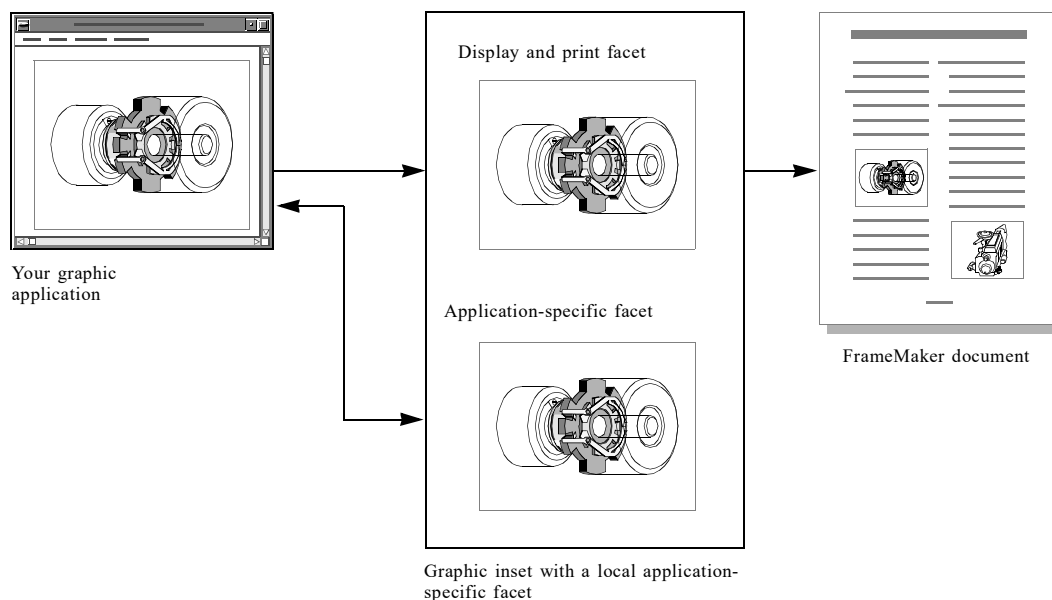 Display and print facet
Your graphic
application
Application-specific facet
FrameMaker document
Graphic inset with a local application-
specific facet